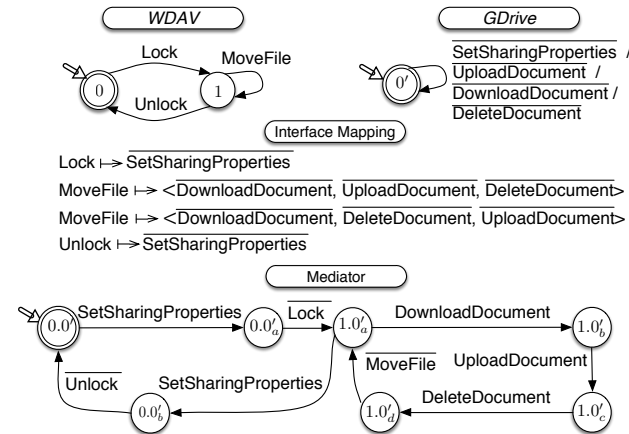 WDAV
GDrive
Lock
MoveFile
Unlock
0
1
0′
SetSharingProperties /
UploadDocument /
DownloadDocument /
DeleteDocument
Interface Mapping
Lock ↦ SetSharingProperties
MoveFile ↦ <DownloadDocument, UploadDocument, DeleteDocument>
MoveFile ↦ <DownloadDocument, DeleteDocument, UploadDocument>
Unlock ↦ SetSharingProperties
Mediator
SetSharingProperties
Lock
DownloadDocument
0.0′
0.0′a
1.0′a
1.0′b
Unlock
SetSharingProperties
MoveFile
UploadDocument
DeleteDocument
0.0′b
1.0′d
1.0′c